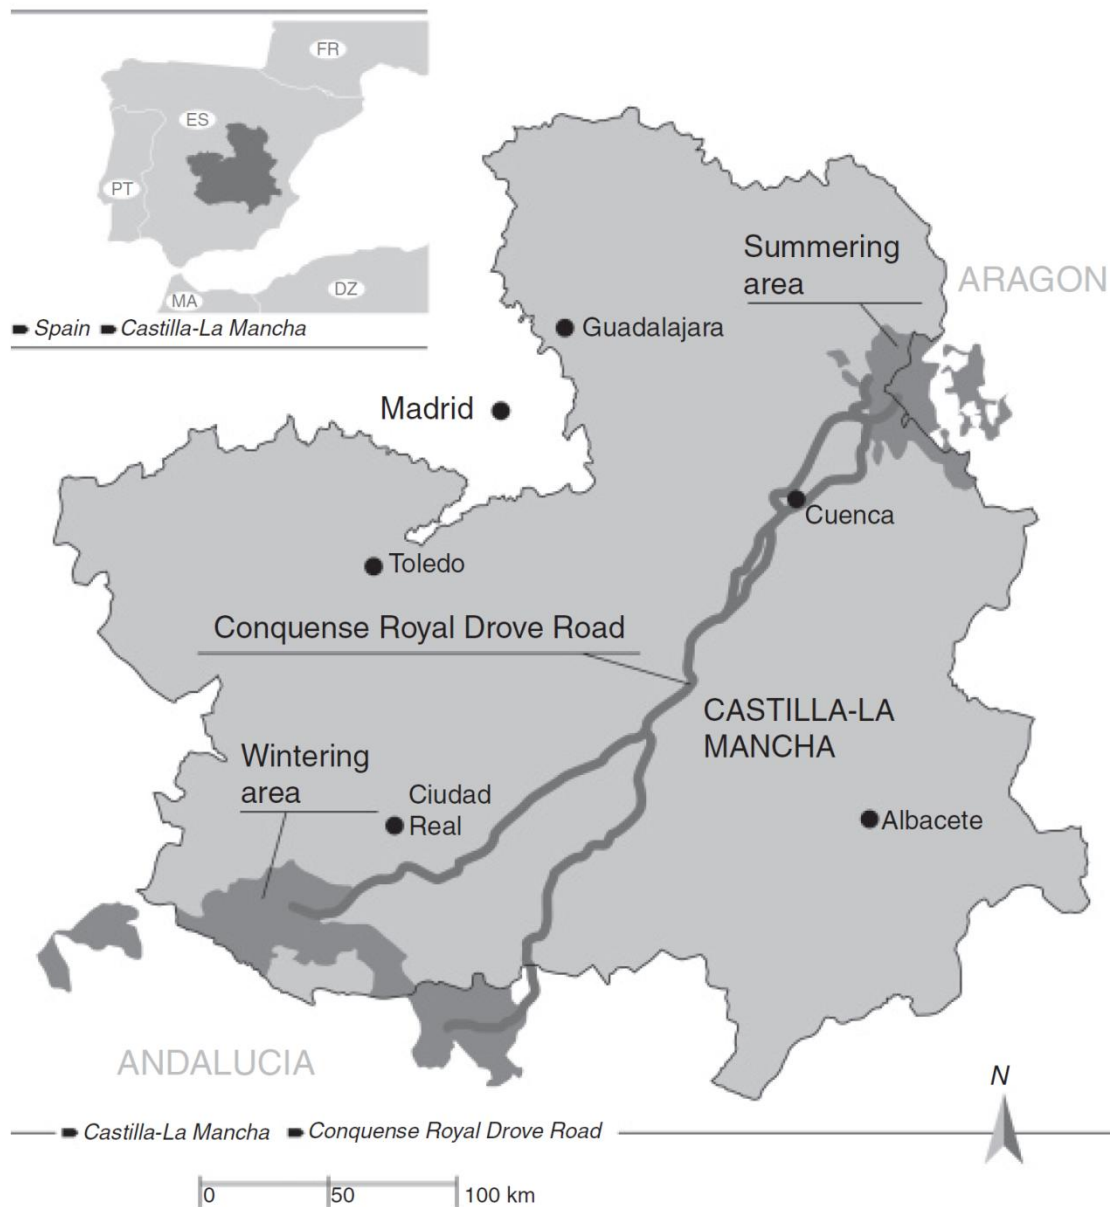 FR
ES
PT
MA
DZ
Spain Castilla-La Mancha
Summering
area
ARAGON
Guadalajara
Madrid
Cuenca
Toledo
Conquense Royal Drove Road
CASTILLA-LA
MANCHA
Wintering
area
Ciudad
Real
Albacete
ANDALUCIA
N
Castilla-La Mancha Conquense Royal Drove Road
0 50 100 km